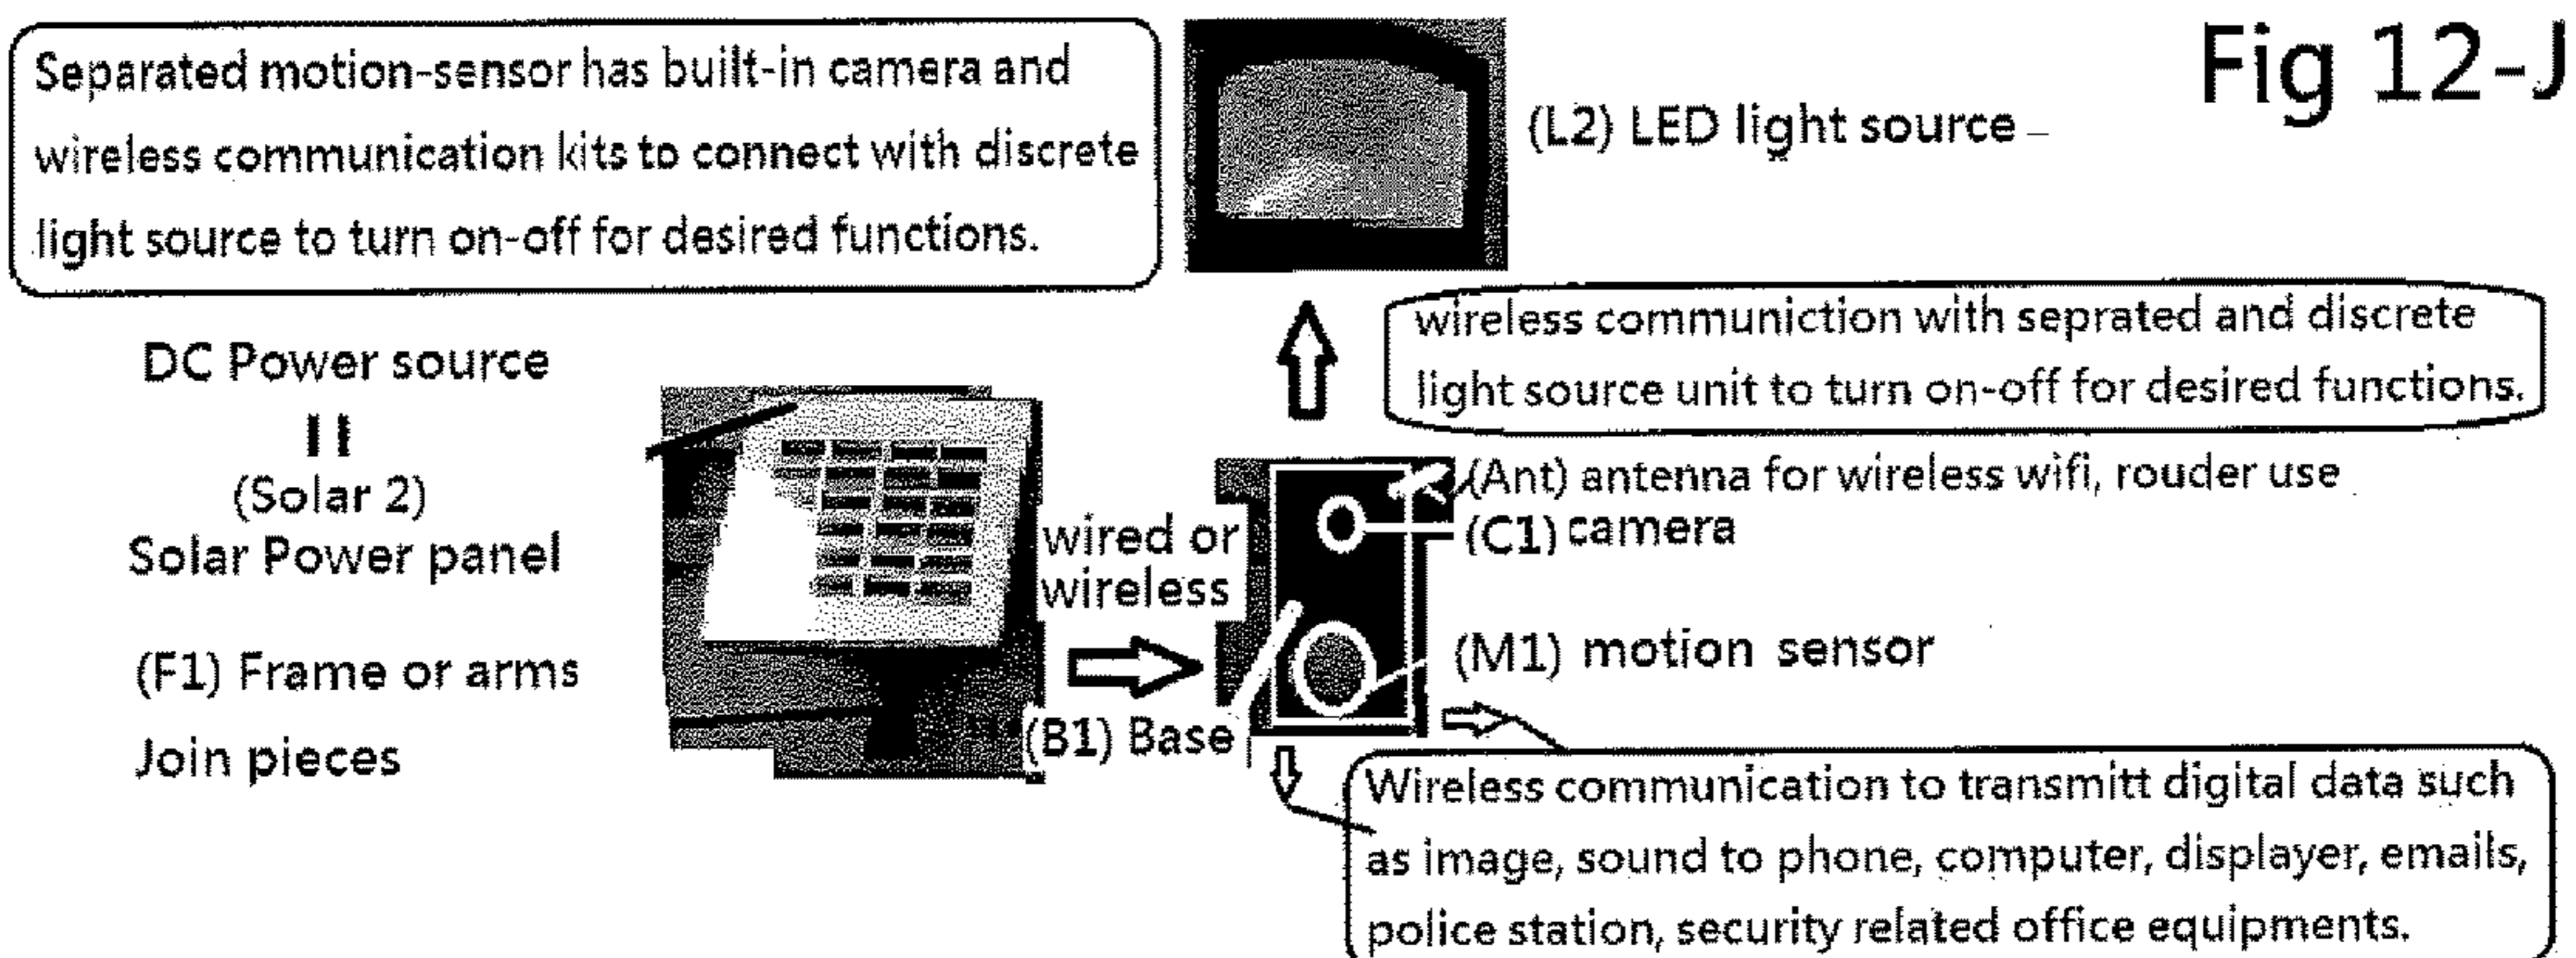 Fig 12-J
Separated motion-sensor has built-in camera and
wireless communication kits to connect with discrete
light source to turn on-off for desired functions.
(L2) LED light source
wireless communiction with seprated and discrete
light source unit to turn on-off for desired functions.
DC Power source
(Solar 2)
Solar Power panel
(F1) Frame or arms
Join pieces
wired or
wireless
(B1) Base
(Ant) antenna for wireless wifi, rouder use
(C1) camera
(M1) motion sensor
Wireless communication to transmitt digital data such
as image, sound to phone, computer, displayer, emails,
police station, security related office equipments.